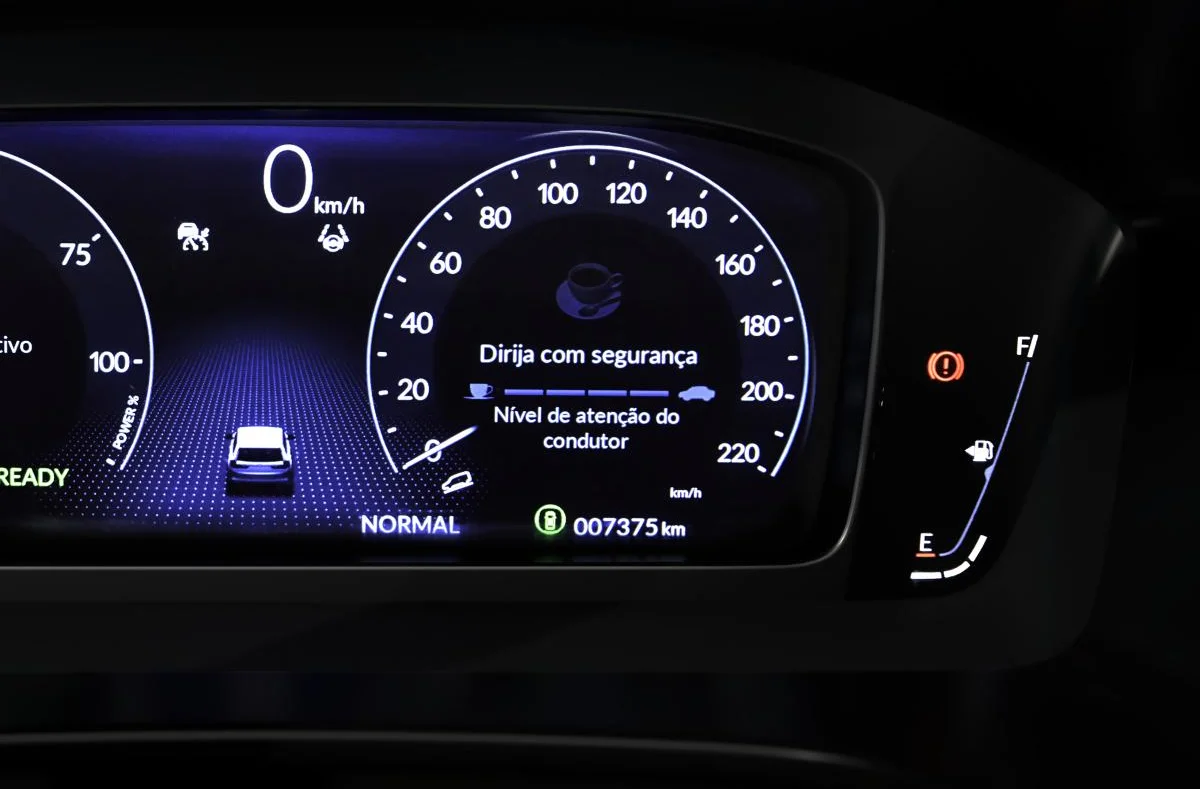 0 km/h
75
100
POWER %
READY
0
20
40
60
80
100
120
140
160
180
200
220
km/h
Dirija com segurança
Nível de atenção do
condutor
NORMAL
007375 km
F
E